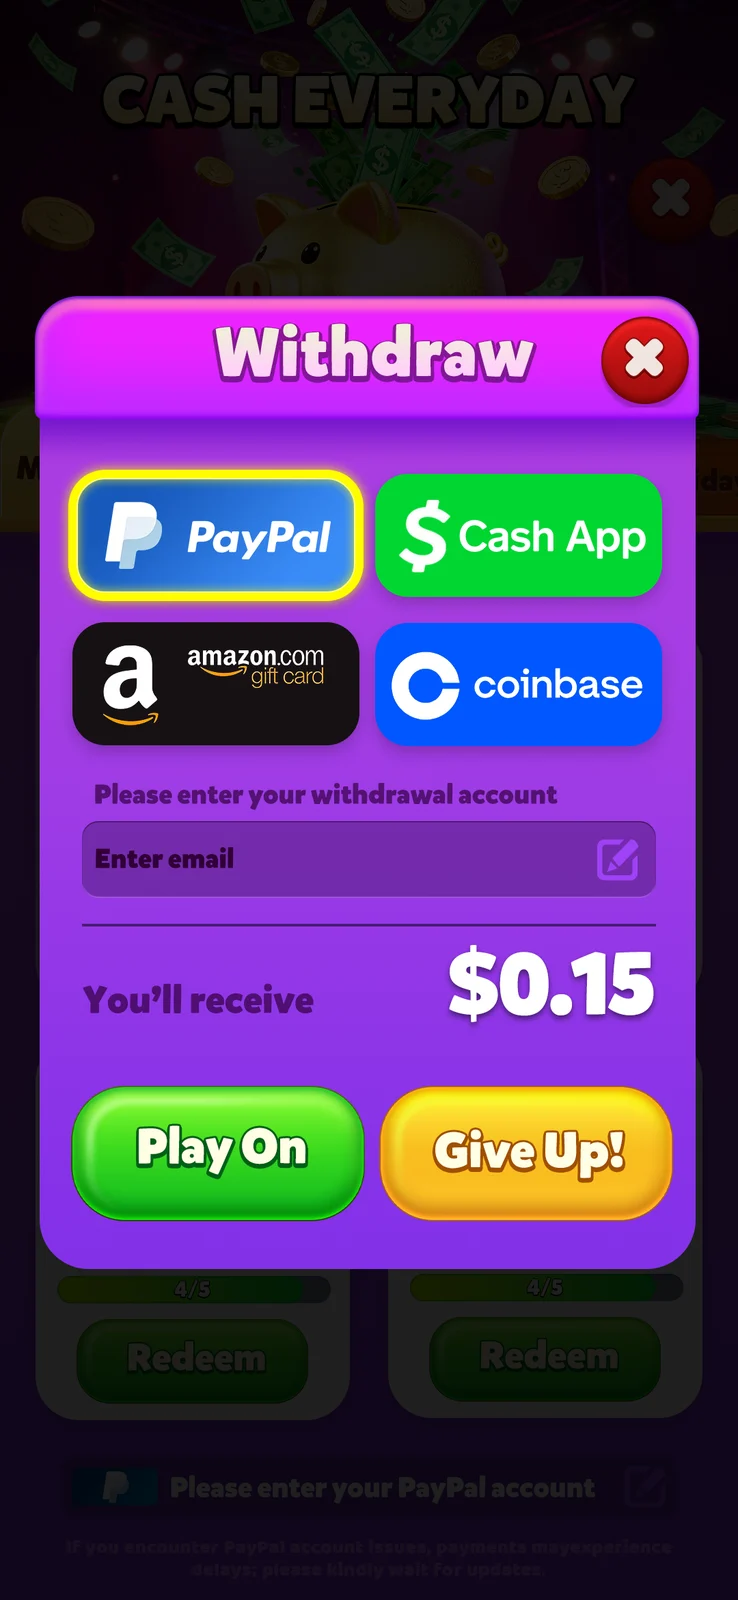 CASH EVERYDAY
Withdraw
PayPal
Cash App
amazon.com
gift card
coinbase
Please enter your withdrawal account
Enter email
You'll receive
$0.15
Play On
Give Up!
4/5
4/5
Redeem
Redeem
Please enter your PayPal account
If you encounter PayPal account issues, payments mayexperience
delays; please kindly wait for updates.